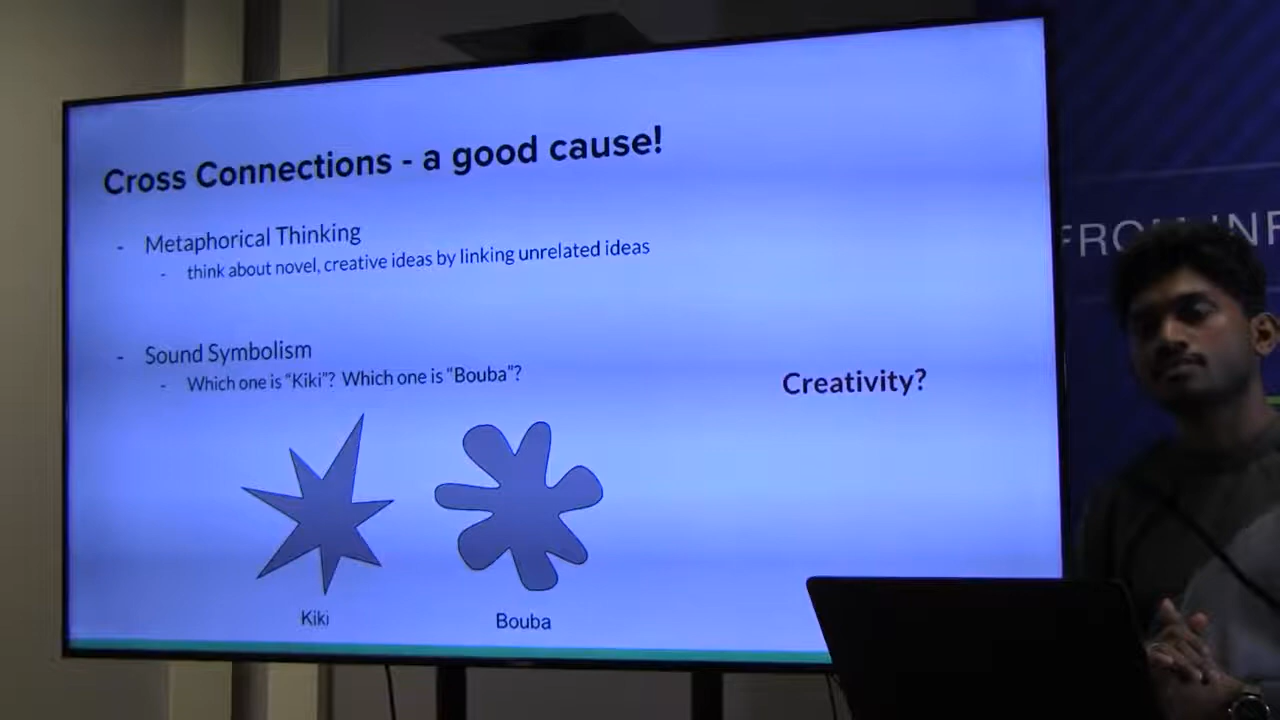 Cross Connections - a good cause!
- Metaphorical Thinking
- think about novel, creative ideas by linking unrelated ideas
- Sound Symbolism
- Which one is “Kiki”? Which one is “Bouba”?
Creativity?
Kiki
Bouba
FROM